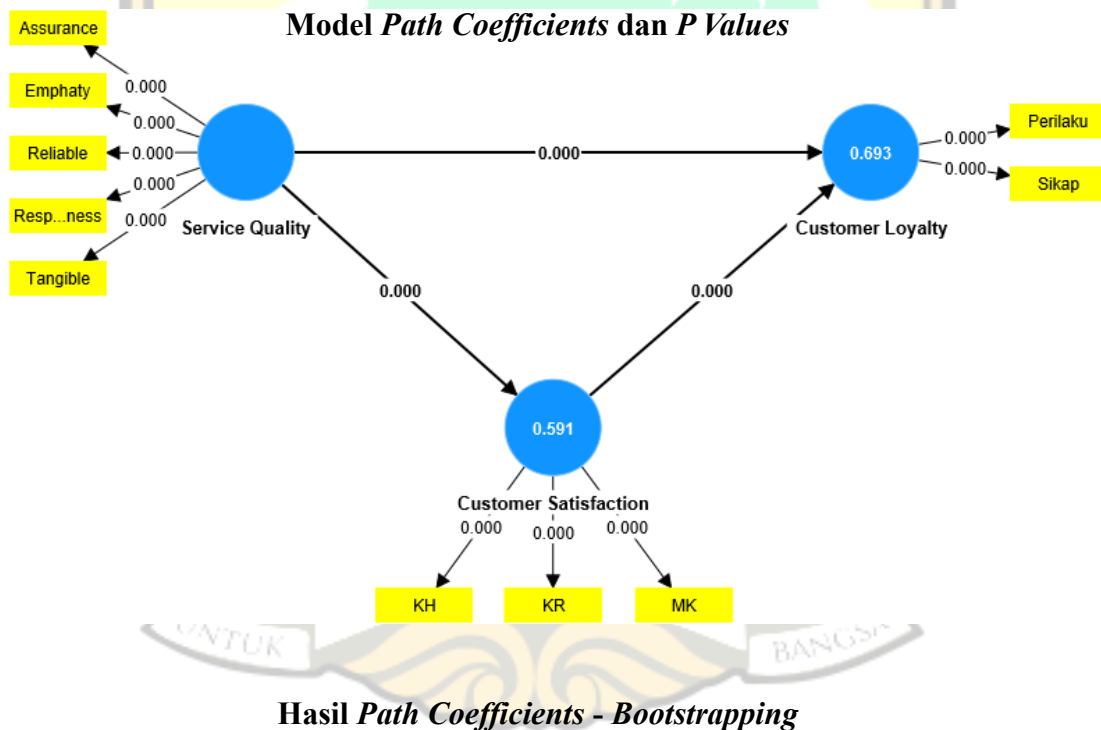 Model Path Coefficients dan P Values
Assurance
Emphaty
Reliable
Resp...ness
Tangible
0.000
0.000
0.000
0.000
0.000
Service Quality
0.000
0.693
Customer Loyalty
0.000
0.000
Perilaku
Sikap
0.000
0.000
0.591
Customer Satisfaction
0.000
0.000
0.000
KH
KR
MK
UNTUK
BANGSA
Hasil Path Coefficients - Bootstrapping